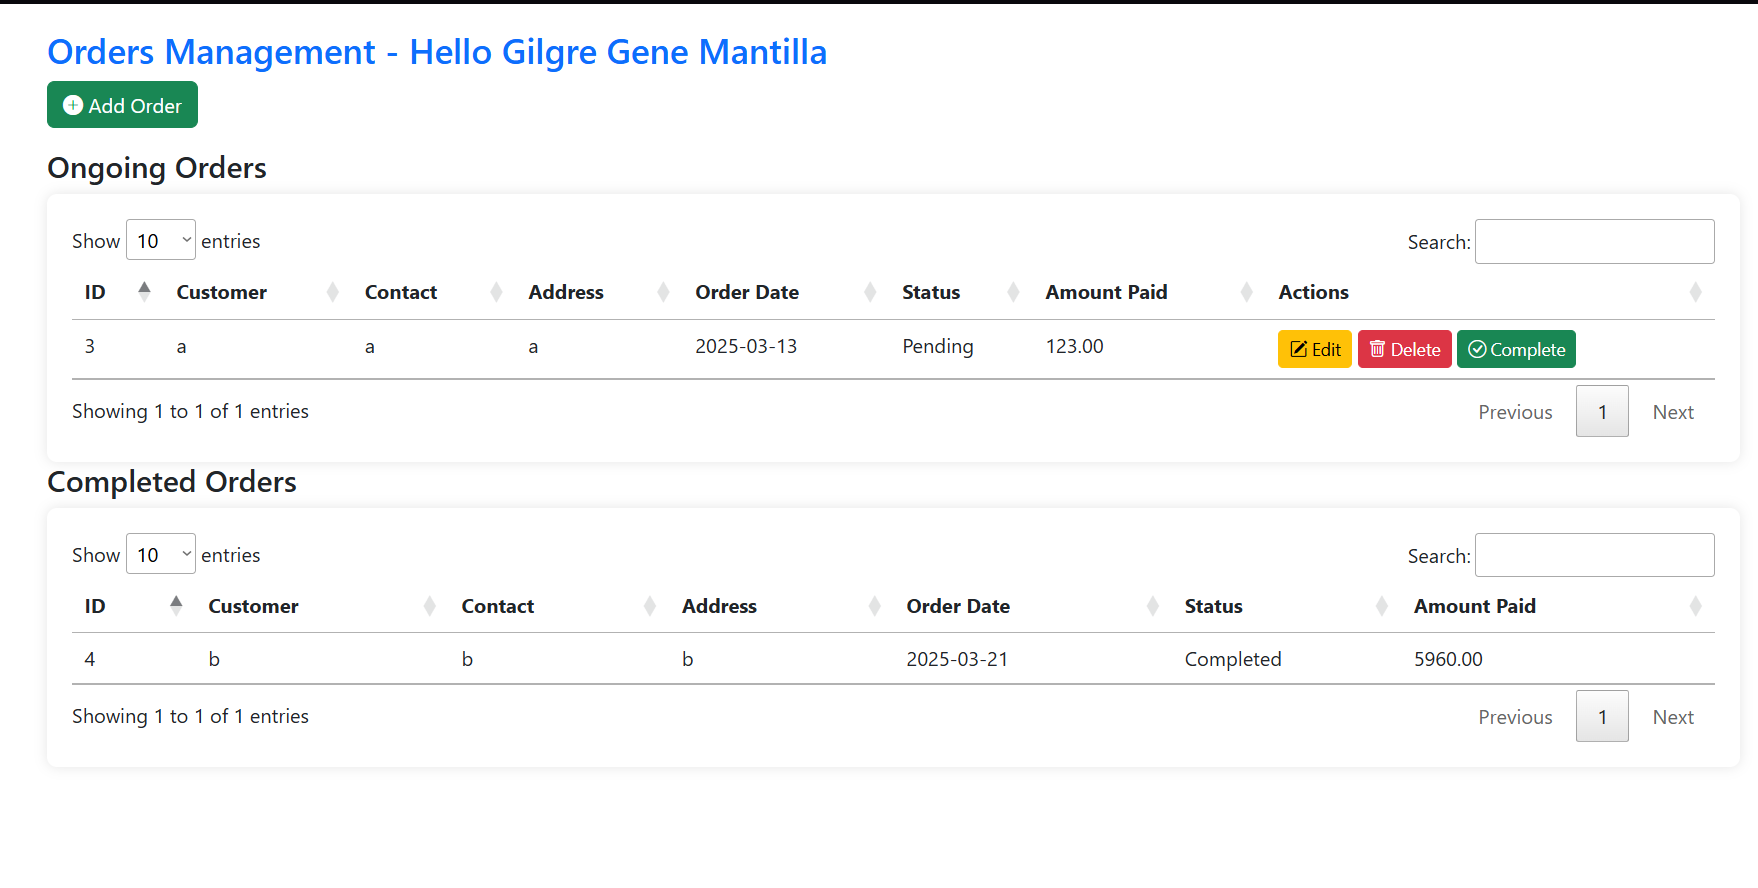 Orders Management - Hello Gilgre Gene Mantilla
Add Order
Ongoing Orders
Show 10 entries Search:
ID Customer Contact Address Order Date Status Amount Paid Actions
3 a a a 2025-03-13 Pending 123.00 Edit Delete Complete
Showing 1 to 1 of 1 entries Previous 1 Next
Completed Orders
Show 10 entries Search:
ID Customer Contact Address Order Date Status Amount Paid
4 b b b 2025-03-21 Completed 5960.00
Showing 1 to 1 of 1 entries Previous 1 Next